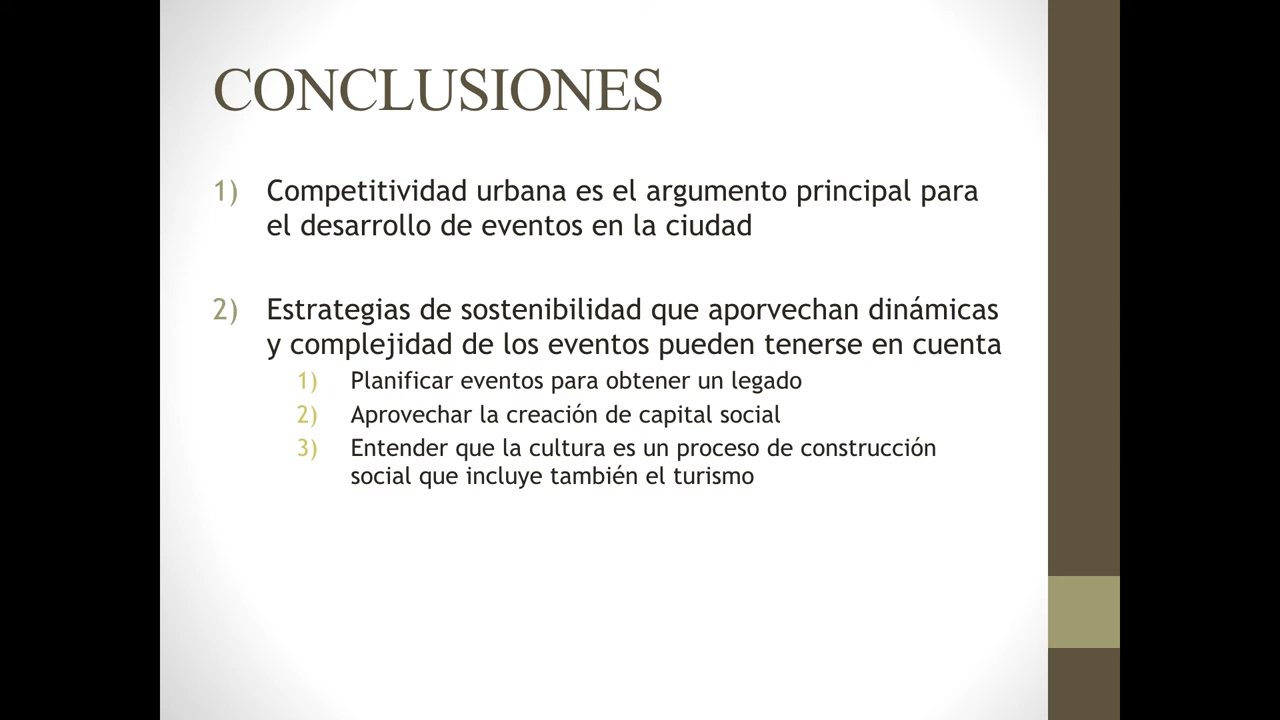 CONCLUSIONES
1) Competitividad urbana es el argumento principal para
el desarrollo de eventos en la ciudad
2) Estrategias de sostenibilidad que aporvechan dinámicas
y complejidad de los eventos pueden tenerse en cuenta
1) Planificar eventos para obtener un legado
2) Aprovechar la creación de capital social
3) Entender que la cultura es un proceso de construcción
social que incluye también el turismo